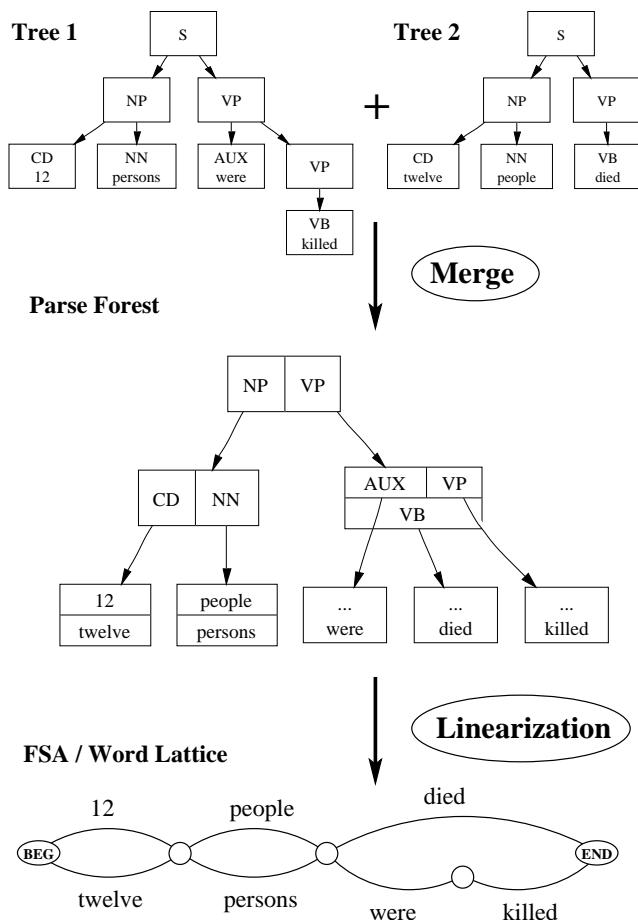 Tree 1
Tree 2
S
S
NP
VP
+
NP
VP
CD
12
NN
persons
AUX
were
VP
CD
twelve
NN
people
VB
died
VB
killed
Merge
Parse Forest
NP VP
CD NN
AUX VP
VB
12
twelve
people
persons
...
were
...
died
...
killed
Linearization
FSA / Word Lattice
12
people
died
BEG
END
twelve
persons
were
killed